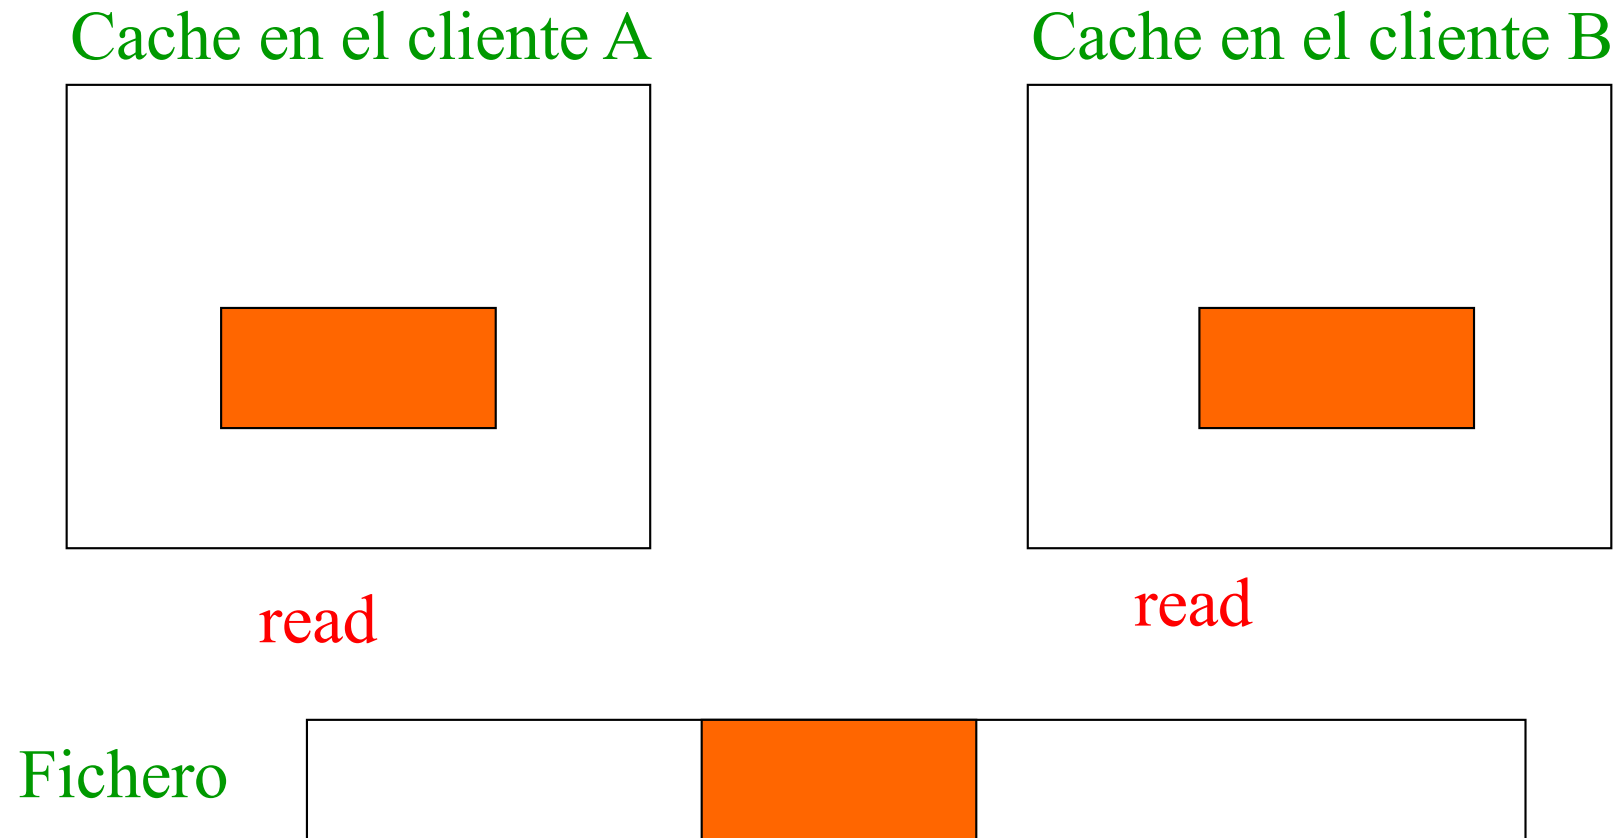 Cache en el cliente A
Cache en el cliente B
read
read
Fichero